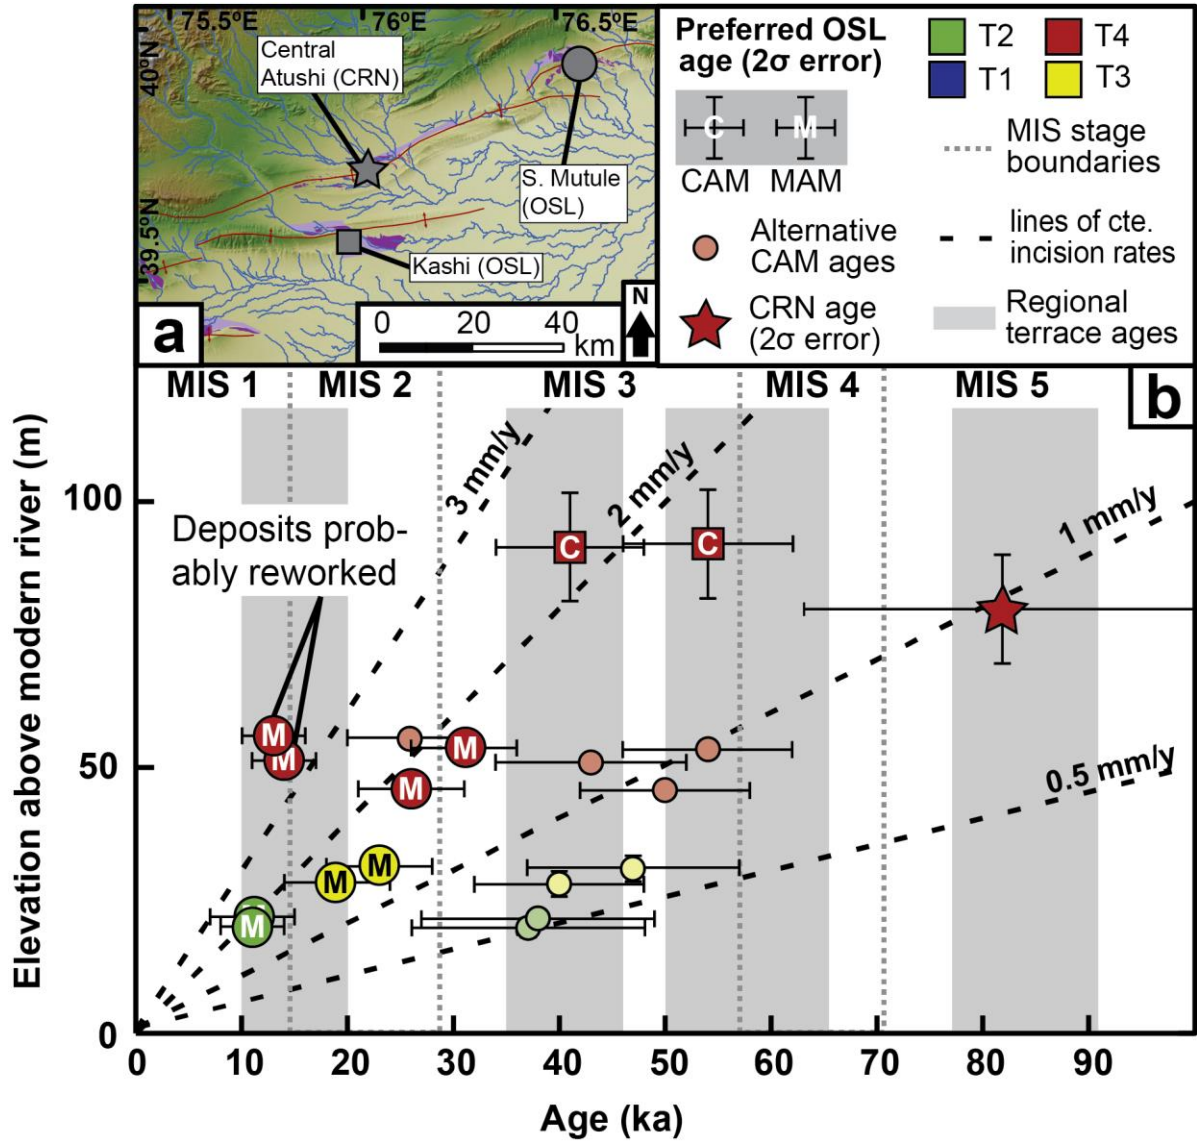 75.5ºE
76ºE
76.5ºE
40ºN
39.5ºN
Central
Atushi (CRN)
S. Mutule
(OSL)
Kashi (OSL)
a
0 20 40
km
N
Preferred OSL
age (2σ error)
C M
CAM MAM
Alternative
CAM ages
CRN age
(2σ error)
T2 T4
T1 T3
MIS stage
boundaries
lines of cte.
incision rates
Regional
terrace ages
MIS 1 MIS 2 MIS 3 MIS 4 MIS 5
b
3 mm/y
2 mm/y
1 mm/y
0.5 mm/y
Deposits prob-
ably reworked
C
C
M
M
M
M
M
M
M
M
Elevation above modern river (m)
100
50
0
0 10 20 30 40 50 60 70 80 90
Age (ka)